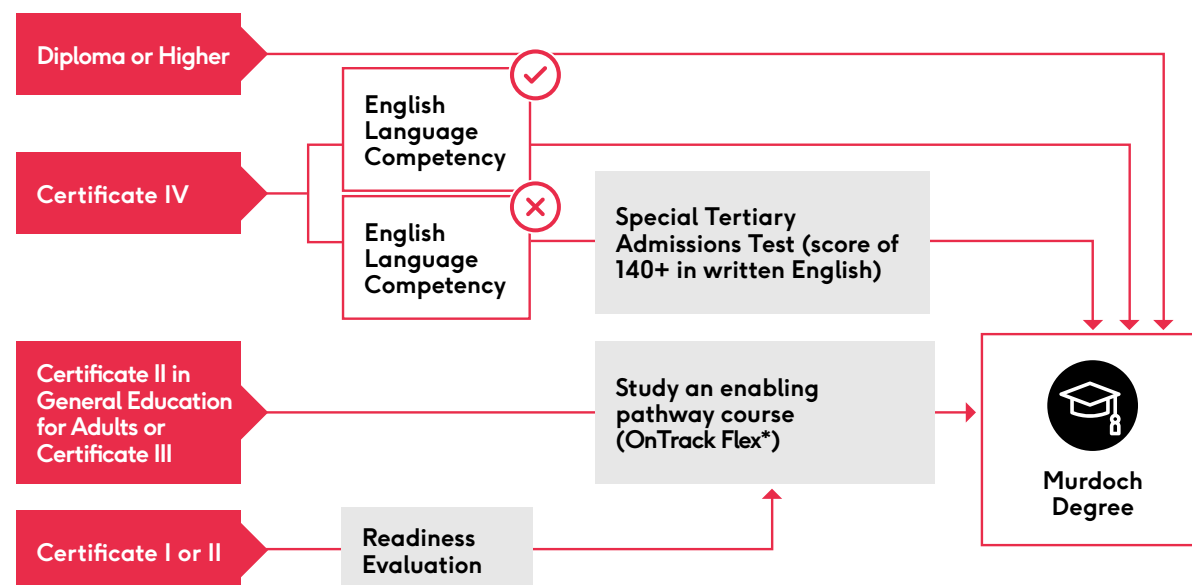 Diploma or Higher
English
Language
Competency
Certificate IV
English
Language
Competency
Special Tertiary
Admissions Test (score of
140+ in written English)
Certificate II in
General Education
for Adults or
Certificate III
Study an enabling
pathway course
(OnTrack Flex*)
Murdoch
Degree
Certificate I or II
Readiness
Evaluation